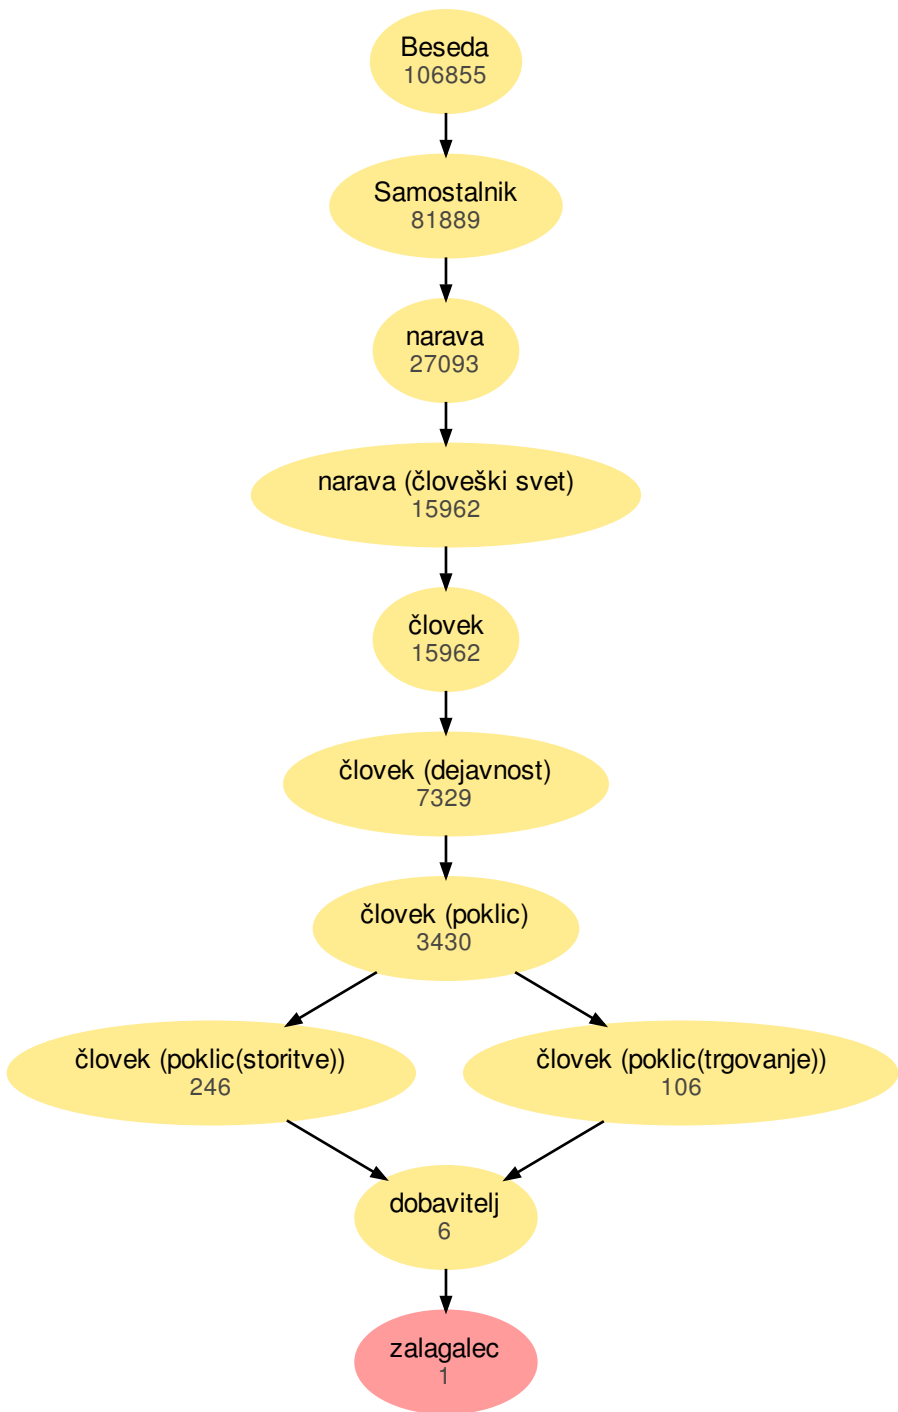 Beseda
106855
Samostalnik
81889
narava
27093
narava (človeški svet)
15962
človek
15962
človek (dejavnost)
7329
človek (poklic)
3430
človek (poklic(storitve))
246
človek (poklic(trgovanje))
106
dobavitelj
6
zalagalec
1